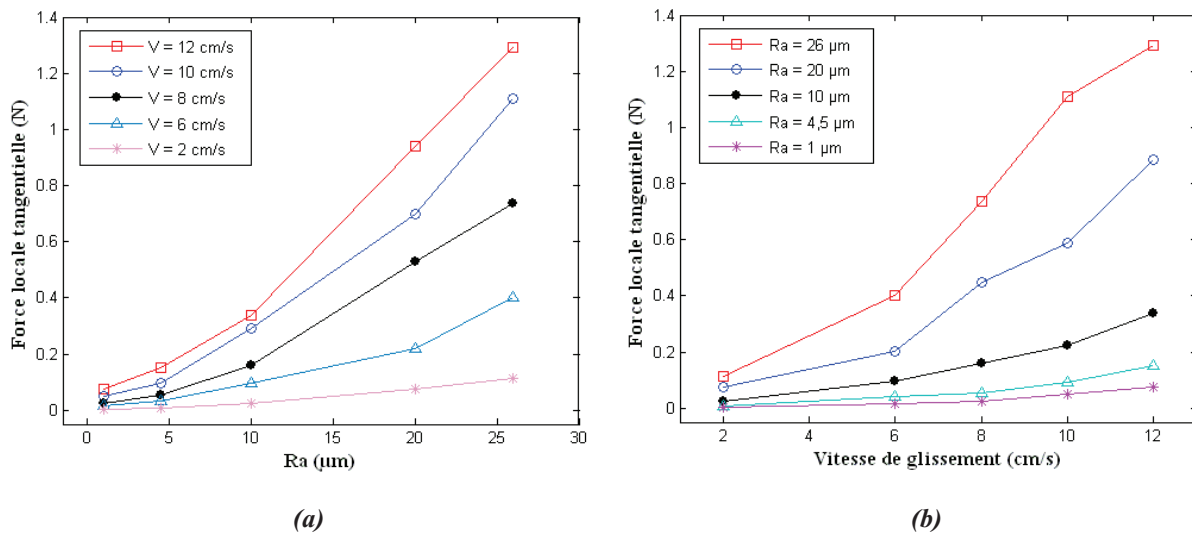 1.4
1.2
1
0.8
0.6
0.4
0.2
0
Force locale tangentielle (N)
V = 12 cm/s
V = 10 cm/s
V = 8 cm/s
V = 6 cm/s
V = 2 cm/s
0 5 10 15 20 25 30
Ra (µm)
(a)
1.4
1.2
1
0.8
0.6
0.4
0.2
0
Force locale tangentielle (N)
Ra = 26 µm
Ra = 20 µm
Ra = 10 µm
Ra = 4,5 µm
Ra = 1 µm
2 4 6 8 10 12
Vitesse de glissement (cm/s)
(b)